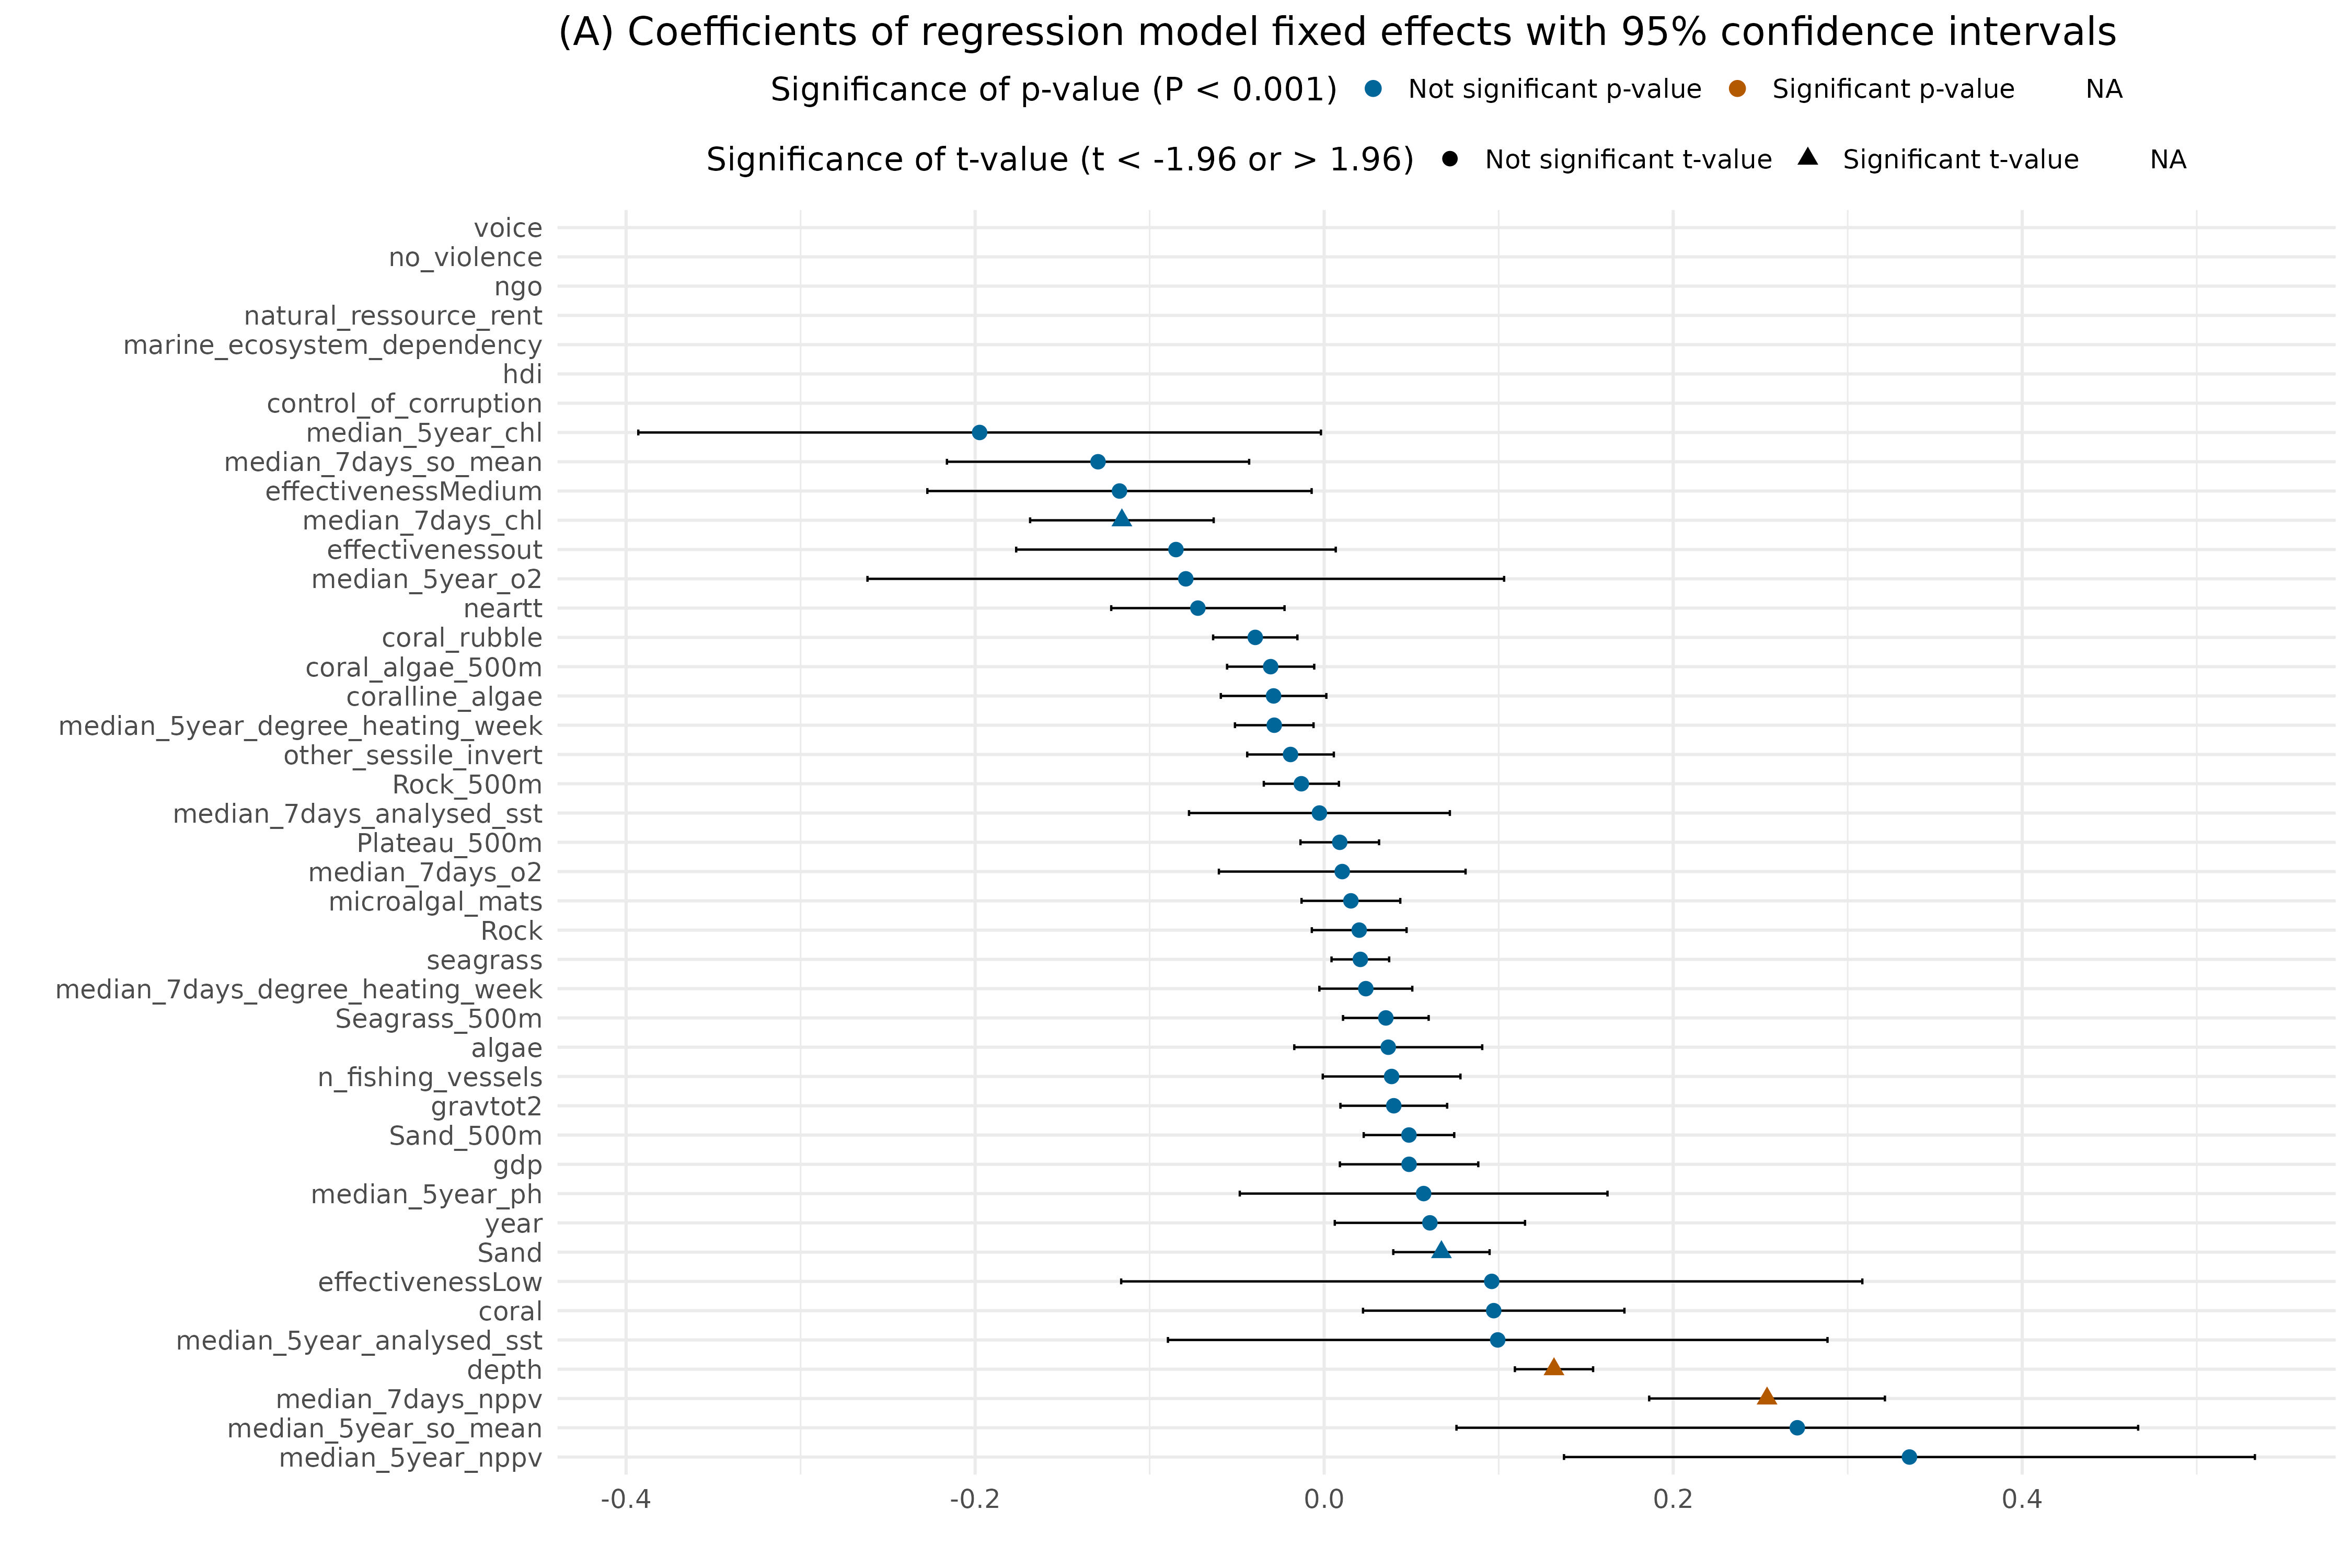 (A) Coefficients of regression model fixed effects with 95% confidence intervals
Significance of p-value (P < 0.001) Not significant p-value Significant p-value NA
Significance of t-value (t < -1.96 or > 1.96) Not significant t-value Significant t-value NA
voice
no_violence
ngo
natural_ressource_rent
marine_ecosystem_dependency
hdi
control_of_corruption
median_5year_chl
median_7days_so_mean
effectivenessMedium
median_7days_chl
effectivenessout
median_5year_o2
neartt
coral_rubble
coral_algae_500m
coralline_algae
median_5year_degree_heating_week
other_sessile_invert
Rock_500m
median_7days_analysed_sst
Plateau_500m
median_7days_o2
microalgal_mats
Rock
seagrass
median_7days_degree_heating_week
Seagrass_500m
algae
n_fishing_vessels
gravtot2
Sand_500m
gdp
median_5year_ph
year
Sand
effectivenessLow
coral
median_5year_analysed_sst
depth
median_7days_nppv
median_5year_so_mean
median_5year_nppv
-0.4 -0.2 0.0 0.2 0.4